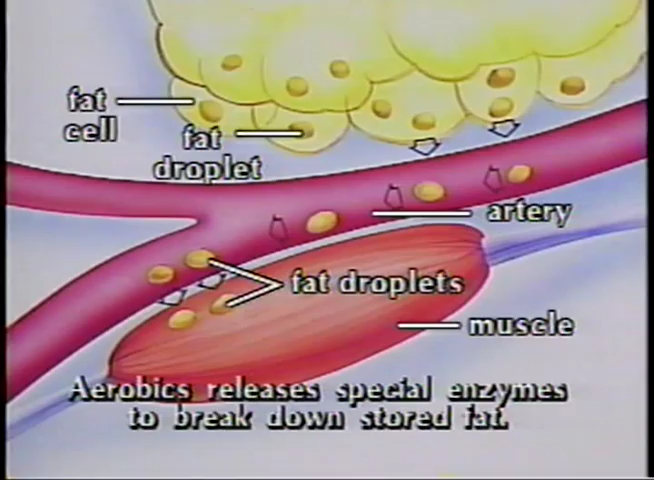 fat
cell
fat
droplet
artery
fat droplets
muscle
Aerobics releases special enzymes
to break down stored fat.